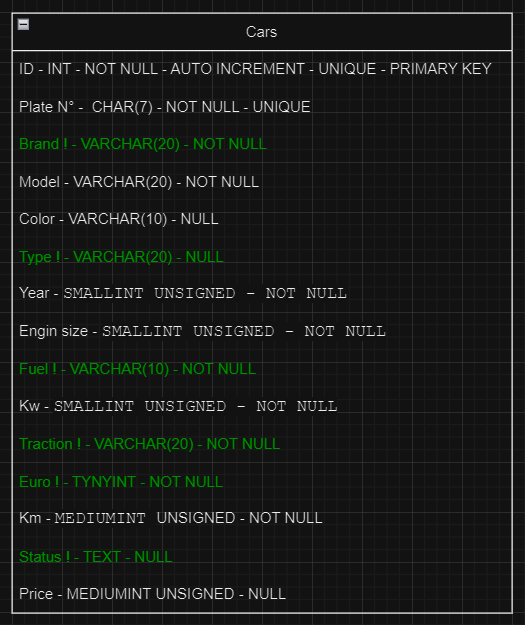 Cars
ID - INT - NOT NULL - AUTO INCREMENT - UNIQUE - PRIMARY KEY
Plate N° - CHAR(7) - NOT NULL - UNIQUE
Brand ! - VARCHAR(20) - NOT NULL
Model - VARCHAR(20) - NOT NULL
Color - VARCHAR(10) - NULL
Type ! - VARCHAR(20) - NULL
Year - SMALLINT UNSIGNED - NOT NULL
Engin size - SMALLINT UNSIGNED - NOT NULL
Fuel ! - VARCHAR(10) - NOT NULL
Kw - SMALLINT UNSIGNED - NOT NULL
Traction ! - VARCHAR(20) - NOT NULL
Euro ! - TYNYINT - NOT NULL
Km - MEDIUMINT UNSIGNED - NOT NULL
Status ! - TEXT - NULL
Price - MEDIUMINT UNSIGNED - NULL